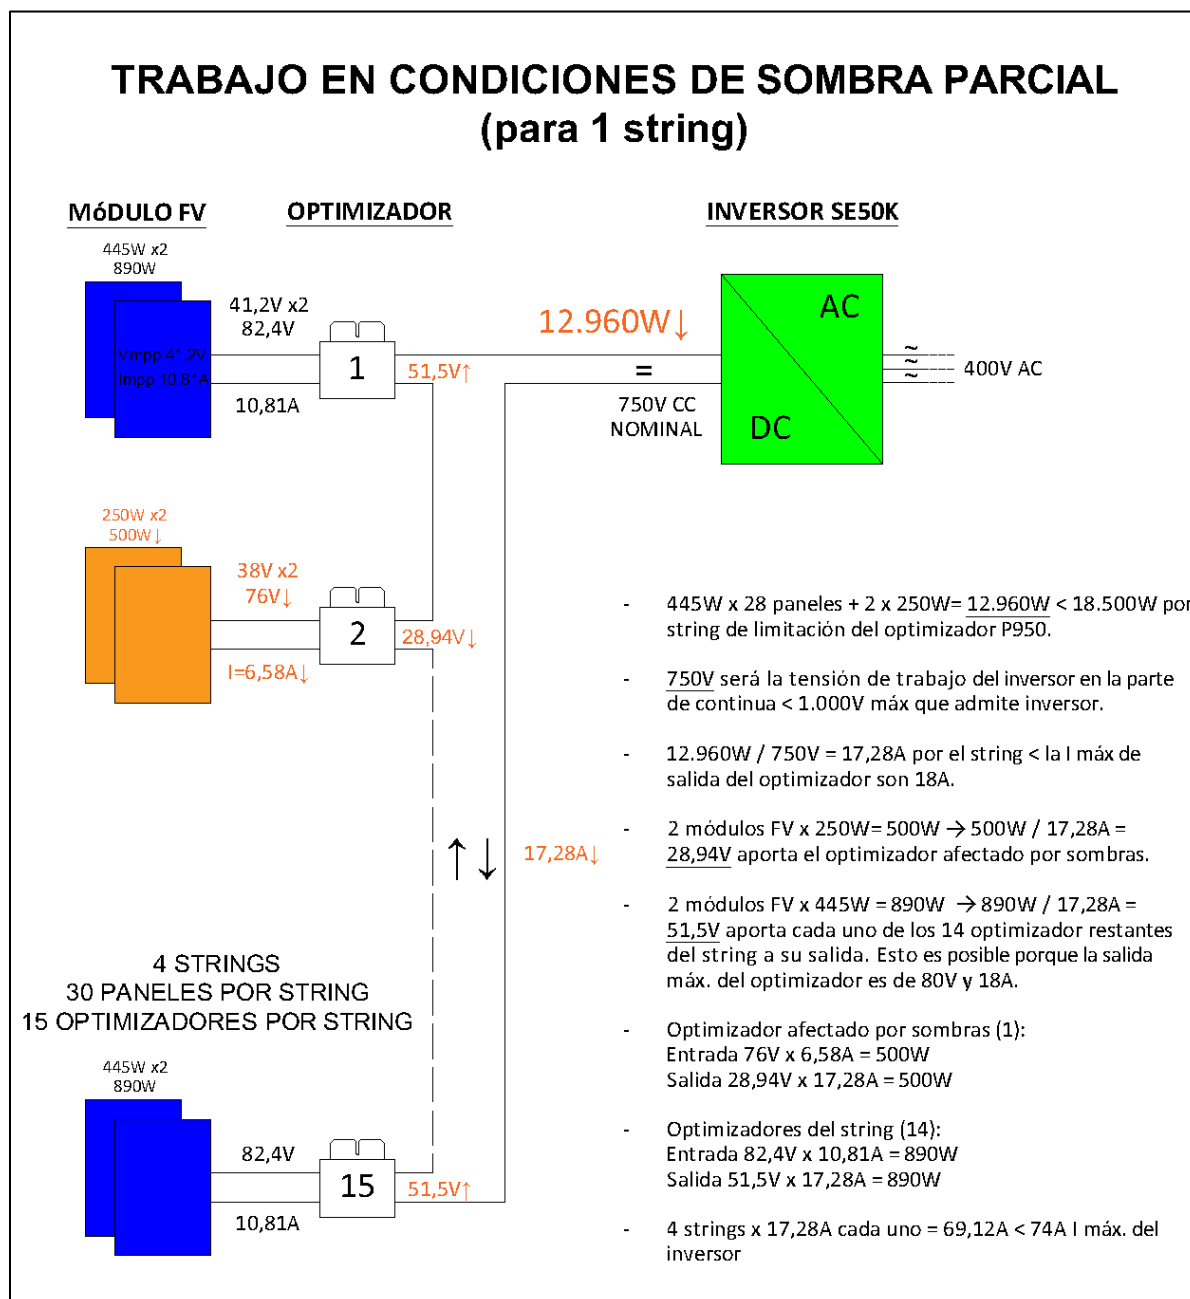 TRABAJO EN CONDICIONES DE SOMBRA PARCIAL
(para 1 string)
MóDULO FV
OPTIMIZADOR
INVERSOR SE50K
445W x2
890W
41,2V x2
82,4V
Vmpp 41,2V
Impp 10,81A
10,81A
1
51,5V↑
12.960W↓
=
750V CC
NOMINAL
AC
DC
~
~
~
400V AC
250W x2
500W↓
38V x2
76V↓
I=6,58A↓
2
28,94V↓
17,28A↓
4 STRINGS
30 PANELES POR STRING
15 OPTIMIZADORES POR STRING
445W x2
890W
82,4V
10,81A
15
51,5V↑
- 445W x 28 paneles + 2 x 250W= 12.960W < 18.500W por
string de limitación del optimizador P950.
- 750V será la tensión de trabajo del inversor en la parte
de continua < 1.000V máx que admite inversor.
- 12.960W / 750V = 17,28A por el string < la I máx de
salida del optimizador son 18A.
- 2 módulos FV x 250W= 500W → 500W / 17,28A =
28,94V aporta el optimizador afectado por sombras.
- 2 módulos FV x 445W = 890W → 890W / 17,28A =
51,5V aporta cada uno de los 14 optimizador restantes
del string a su salida. Esto es posible porque la salida
máx. del optimizador es de 80V y 18A.
- Optimizador afectado por sombras (1):
Entrada 76V x 6,58A = 500W
Salida 28,94V x 17,28A = 500W
- Optimizadores del string (14):
Entrada 82,4V x 10,81A = 890W
Salida 51,5V x 17,28A = 890W
- 4 strings x 17,28A cada uno = 69,12A < 74A I máx. del
inversor